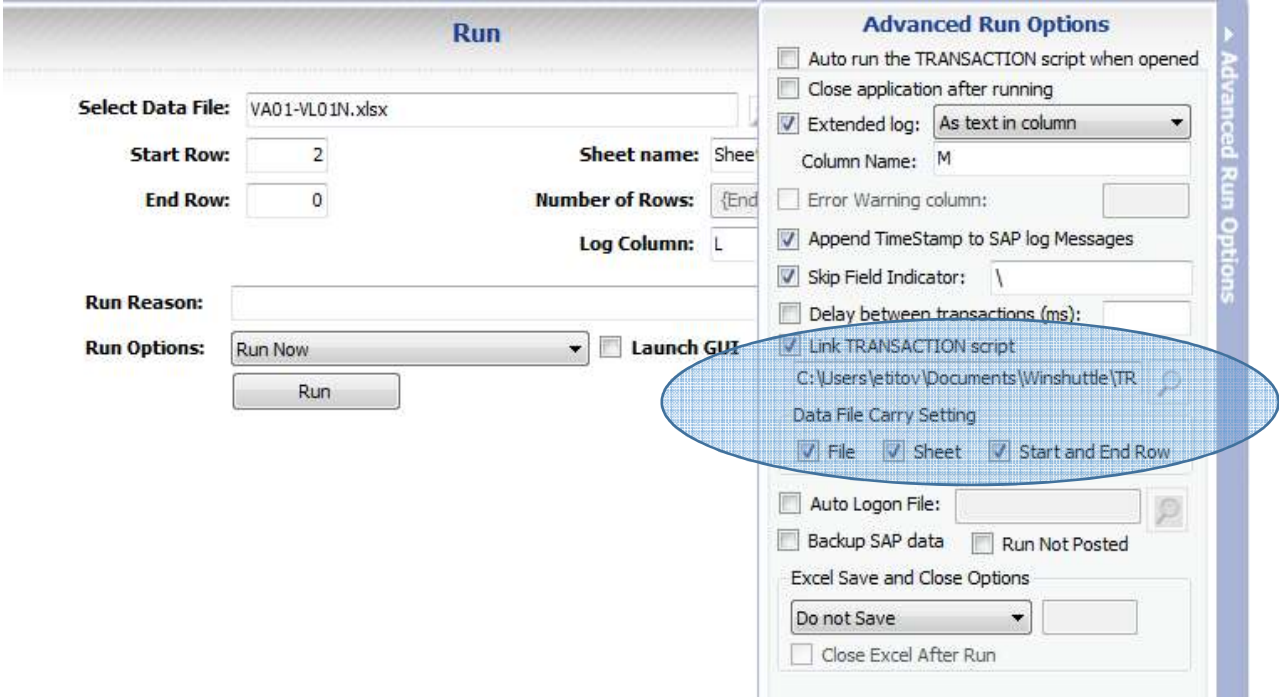 Run
Select Data File: VA01-VL01N.xlsx
Start Row: 2 Sheet name:
End Row: 0 Number of Rows: {End
Log Column: L
Run Reason:
Run Options: Run Now Launch GUI
Run
Advanced Run Options
Auto run the TRANSACTION script when opened
Close application after running
Extended log: As text in column
Column Name: M
Error Warning column:
Append TimeStamp to SAP log Messages
Skip Field Indicator: \
Delay between transactions (ms):
Link TRANSACTION script
C:\Users\etitov\Documents\Winshuttle\TR
Data File Carry Setting
File Sheet Start and End Row
Auto Logon File:
Backup SAP data Run Not Posted
Excel Save and Close Options
Do not Save
Close Excel After Run
Advanced Run Options